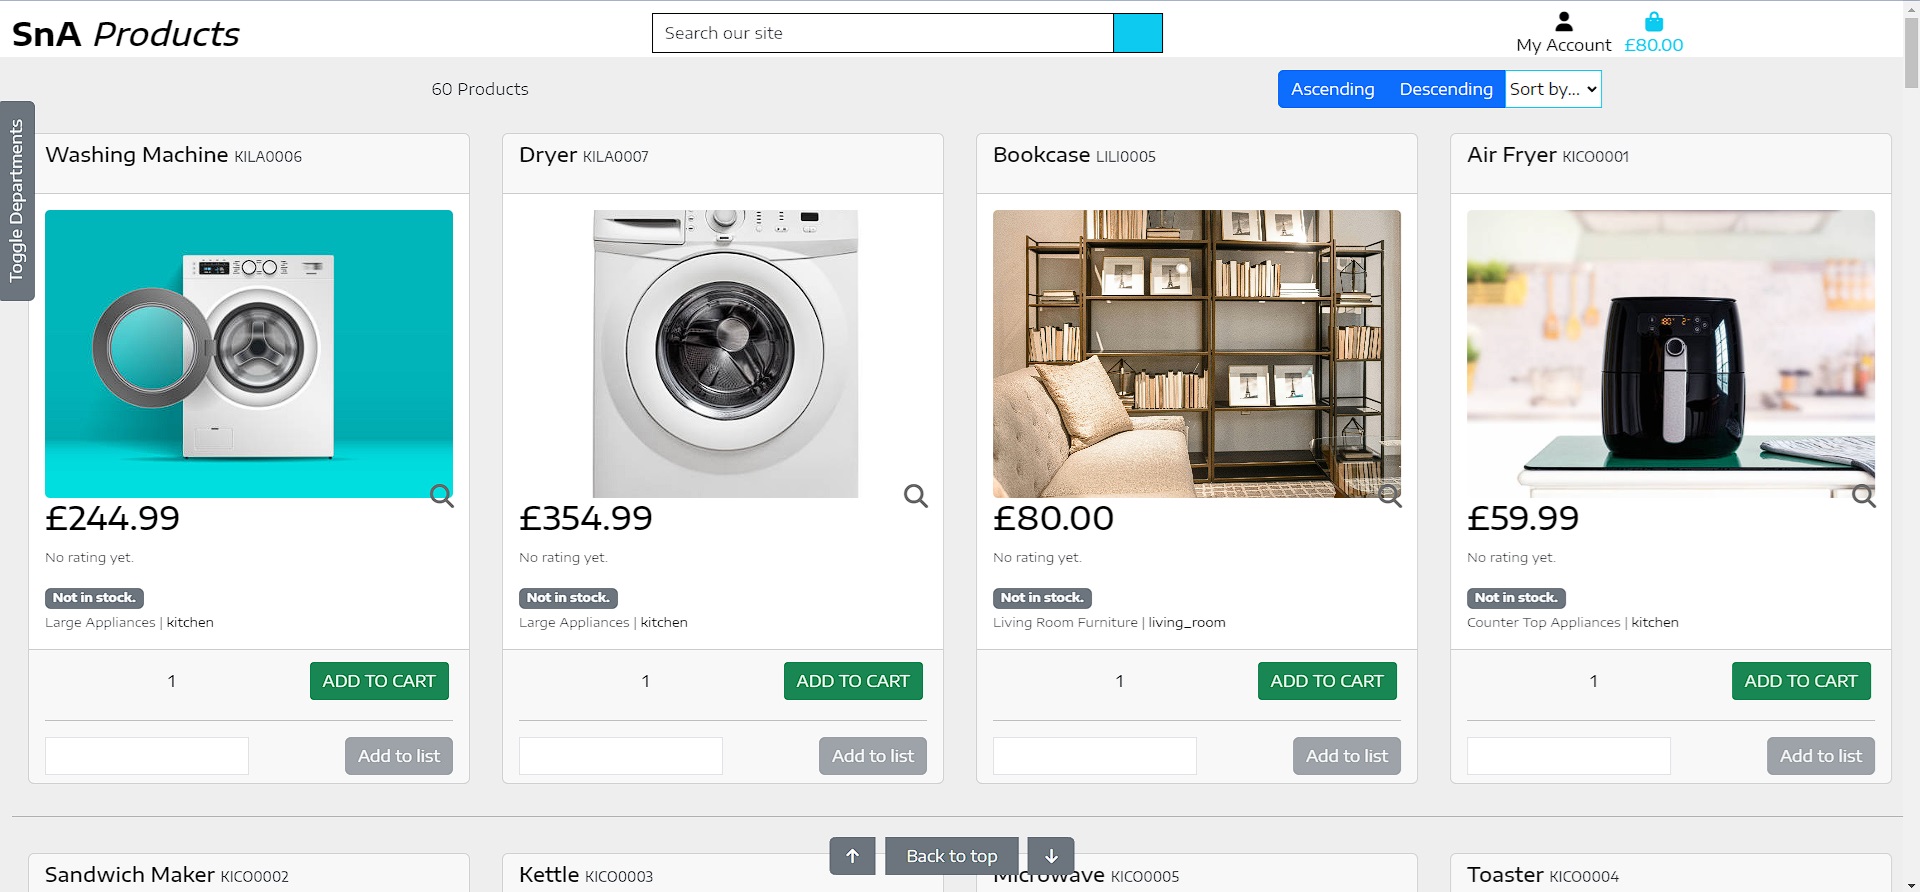 SnA Products
Search our site
My Account
£80.00
60 Products
Ascending
Descending
Sort by...
Toggle Departments
Washing Machine KILA0006
£244.99
No rating yet.
Not in stock.
Large Appliances | kitchen
1
ADD TO CART
Add to list
Dryer KILA0007
£354.99
No rating yet.
Not in stock.
Large Appliances | kitchen
1
ADD TO CART
Add to list
Bookcase LILI0005
£80.00
No rating yet.
Not in stock.
Living Room Furniture | living_room
1
ADD TO CART
Add to list
Air Fryer KICO0001
£59.99
No rating yet.
Not in stock.
Counter Top Appliances | kitchen
1
ADD TO CART
Add to list
Back to top
Sandwich Maker KICO0002
Kettle KICO0003
Microwave KICO0005
Toaster KICO0004